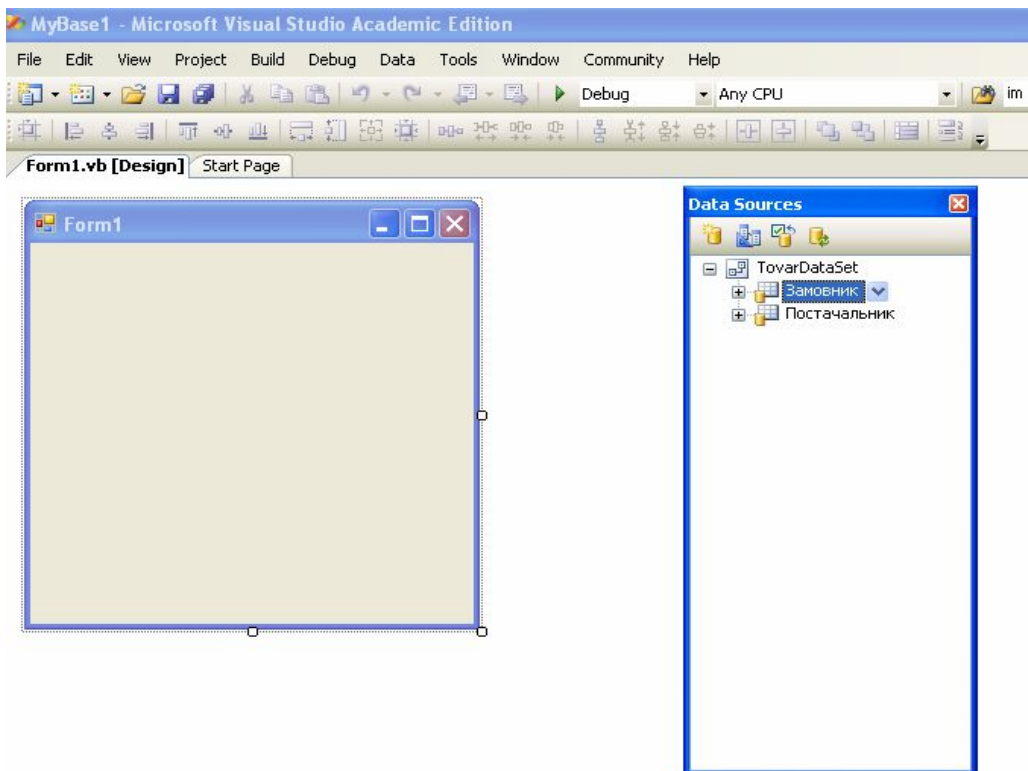 MyBase1 - Microsoft Visual Studio Academic Edition
File Edit View Project Build Debug Data Tools Window Community Help
Debug Any CPU im
Form1.vb [Design] Start Page
Form1
Data Sources
TovarDataSet
Замовник
Постачальник